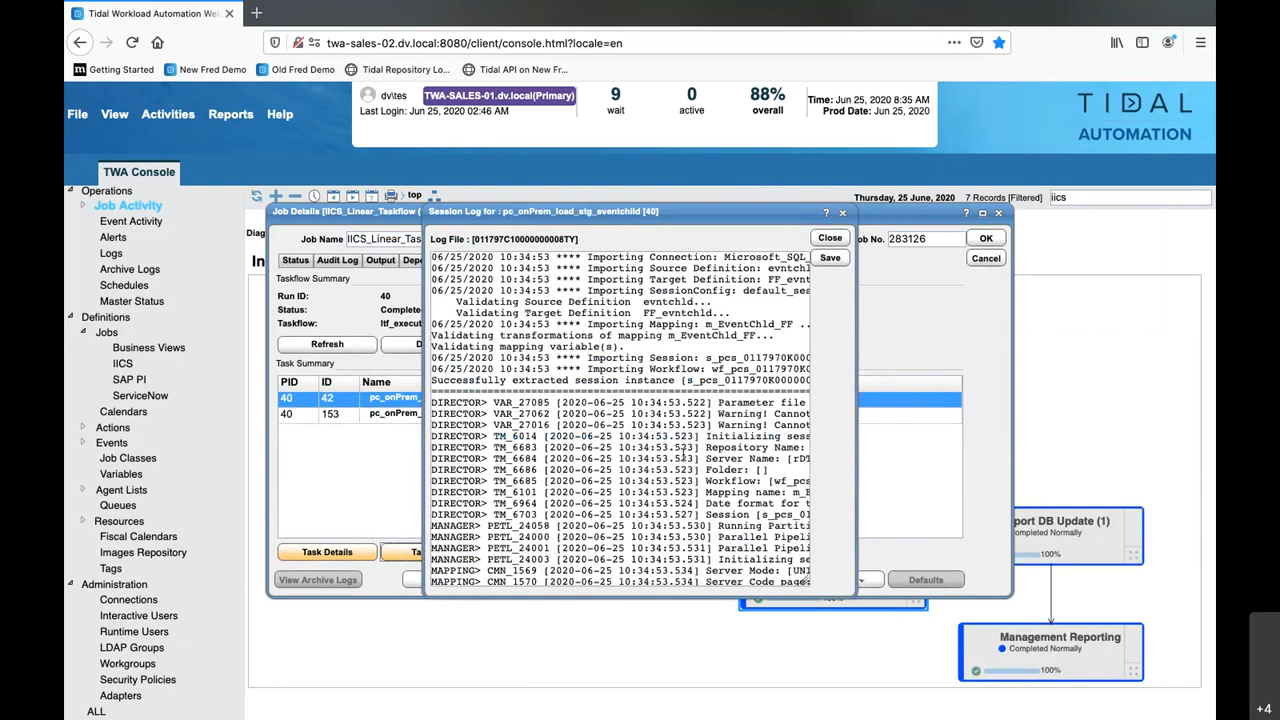 Tidal Workload Automation We
twa-sales-02.dv.local:8080/client/console.html?locale=en
Getting Started New Fred Demo Old Fred Demo Tidal Repository Lo... Tidal API on New Fr...
File View Activities Reports Help
dv\tes TWA-SALES-01.dv.local(Primary)
Last Login: Jun 25, 2020 02:46 AM
9 wait
0 active
88% overall
Time: Jun 25, 2020 8:35 AM
Prod Date: Jun 25, 2020
TIDAL
AUTOMATION
TWA Console
Operations
Job Activity
Event Activity
Alerts
Logs
Archive Logs
Schedules
Master Status
Definitions
Jobs
Business Views
IICS
SAP PI
ServiceNow
Calendars
Actions
Events
Job Classes
Variables
Agent Lists
Queues
Resources
Fiscal Calendars
Images Repository
Tags
Administration
Connections
Interactive Users
Runtime Users
LDAP Groups
Workgroups
Security Policies
Adapters
ALL
top
Thursday, 25 June, 2020 7 Records [Filtered] iics
Diag
In
Job Details [IICS_Linear_Taskflow (
Job Name IICS_Linear_Tas
Job No. 283126
OK
Cancel
Status Audit Log Output Depe
Taskflow Summary
Run ID: 40
Status: Complete
Taskflow: ltf_execut
Refresh D
Task Summary
PID ID Name
40 42 pc_onPrem_
40 153 pc_onPrem_
Task Details Ta
View Archive Logs
Defaults
Session Log for : pc_onPrem_load_stg_eventchild [40]
Log File : [011797C10000000008TY]
Close
Save
06/25/2020 10:34:53 **** Importing Connection: Microsoft_SQL_
06/25/2020 10:34:53 **** Importing Source Definition: evntchl
06/25/2020 10:34:53 **** Importing Target Definition: FF_evnt
06/25/2020 10:34:53 **** Importing SessionConfig: default_ses
Validating Source Definition evntchld...
Validating Target Definition FF_evntchld...
06/25/2020 10:34:53 **** Importing Mapping: m_EventChld_FF ..
Validating transformations of mapping m_EventChld_FF...
Validating mapping variable(s).
06/25/2020 10:34:53 **** Importing Session: s_pcs_0117970K000
06/25/2020 10:34:53 **** Importing Workflow: wf_pcs_0117970K0
Successfully extracted session instance [s_pcs_0117970K000000
DIRECTOR> VAR_27085 [2020-06-25 10:34:53.522] Parameter file
DIRECTOR> VAR_27062 [2020-06-25 10:34:53.522] Warning! Cannot
DIRECTOR> VAR_27016 [2020-06-25 10:34:53.522] Warning! Cannot
DIRECTOR> TM_6014 [2020-06-25 10:34:53.523] Initializing sess
DIRECTOR> TM_6683 [2020-06-25 10:34:53.523] Repository Name:
DIRECTOR> TM_6684 [2020-06-25 10:34:53.523] Server Name: [rDT
DIRECTOR> TM_6686 [2020-06-25 10:34:53.523] Folder: []
DIRECTOR> TM_6685 [2020-06-25 10:34:53.523] Workflow: [wf_pc
DIRECTOR> TM_6101 [2020-06-25 10:34:53.523] Mapping name: m_E
DIRECTOR> TM_6964 [2020-06-25 10:34:53.524] Date format for t
DIRECTOR> TM_6703 [2020-06-25 10:34:53.527] Session [s_pcs_01
MANAGER> PETL_24058 [2020-06-25 10:34:53.530] Running Partiti
MANAGER> PETL_24000 [2020-06-25 10:34:53.530] Parallel Pipeli
MANAGER> PETL_24001 [2020-06-25 10:34:53.530] Parallel Pipeli
MANAGER> PETL_24003 [2020-06-25 10:34:53.530] Initializing se
MAPPING> CMN_1569 [2020-06-25 10:34:53.534] Server Mode: [UNI
MAPPING> CMN_1570 [2020-06-25 10:34:53.534] Server Code page:
port DB Update (1)
Completed Normally
100%
Management Reporting
Completed Normally
100%
+4